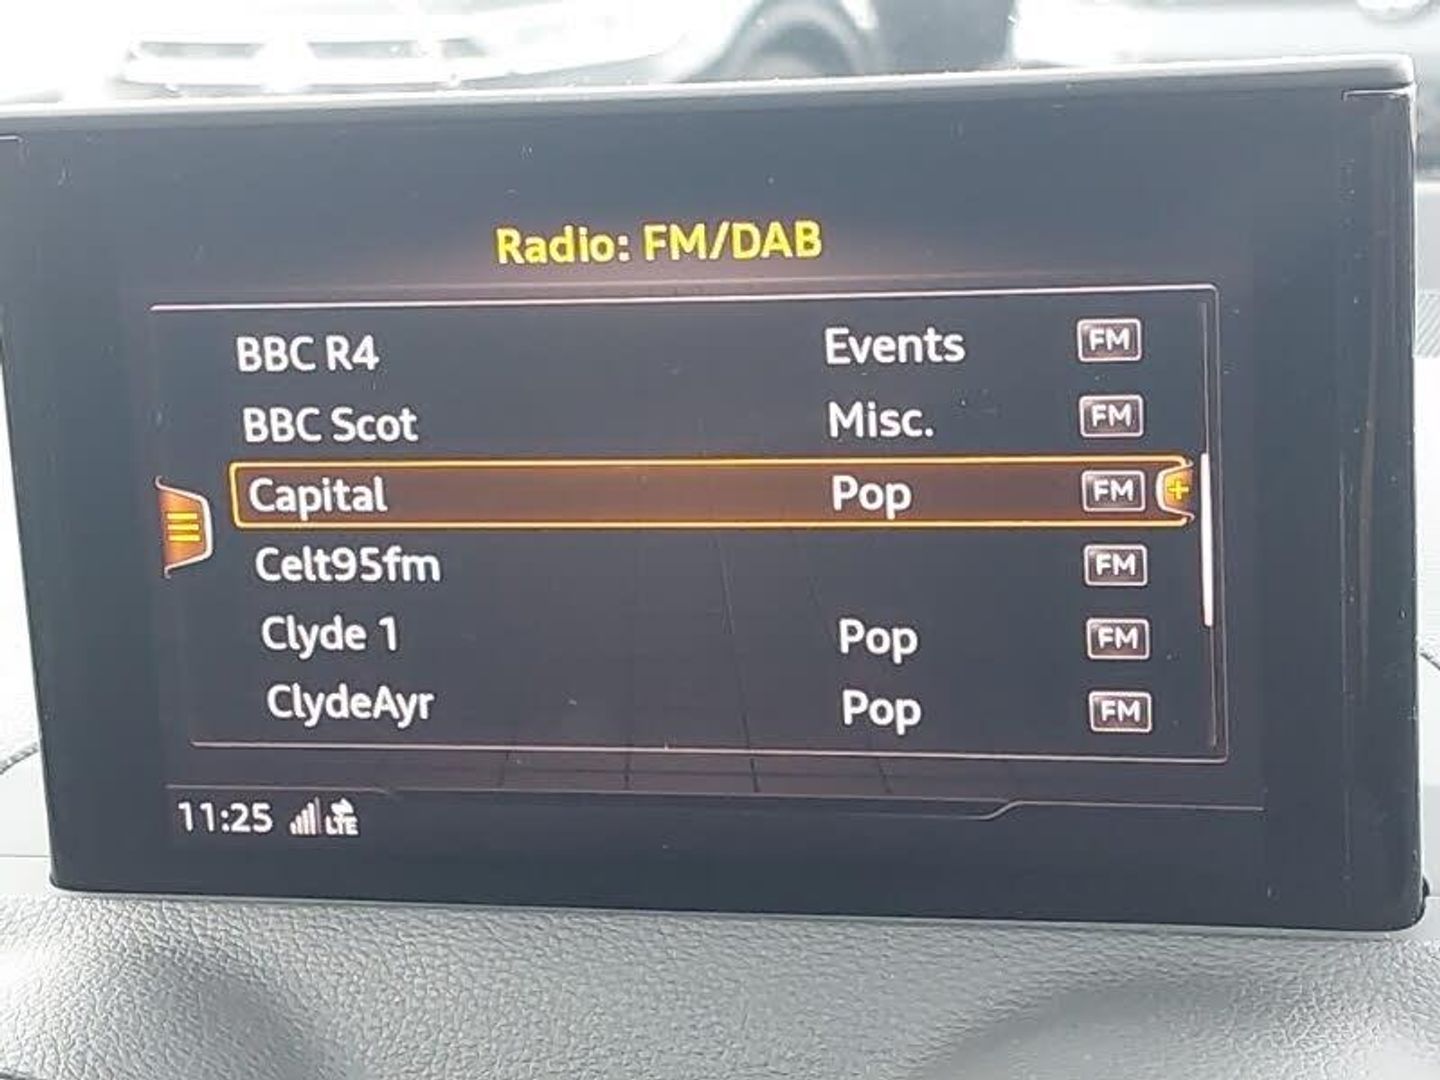 Radio: FM/DAB
BBC R4 Events FM
BBC Scot Misc. FM
Capital Pop FM +
Celt95fm FM
Clyde 1 Pop FM
ClydeAyr Pop FM
11:25 LTE